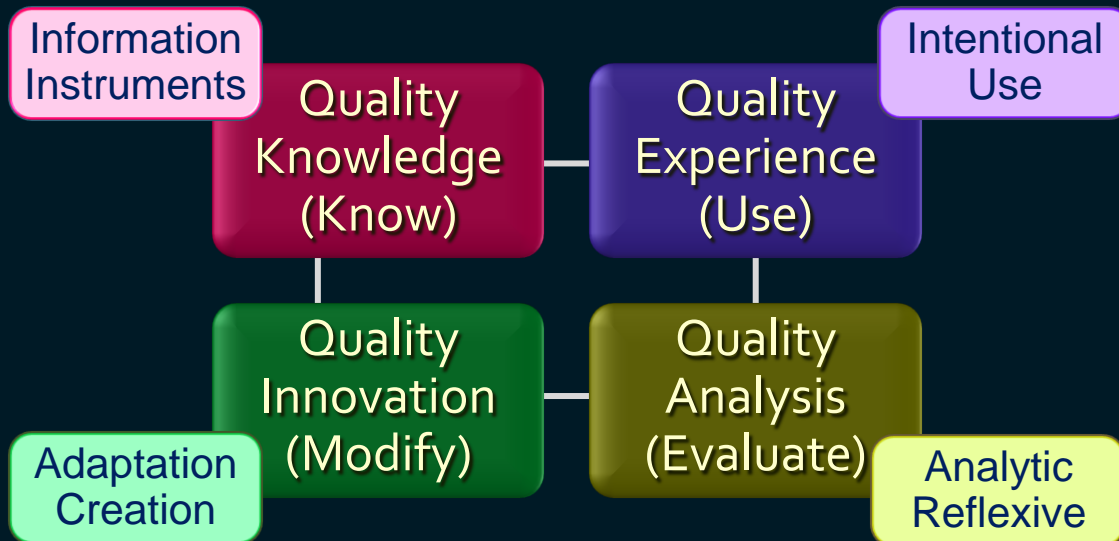 Information
Instruments
Quality
Knowledge
(Know)
Intentional
Use
Quality
Experience
(Use)
Adaptation
Creation
Quality
Innovation
(Modify)
Quality
Analysis
(Evaluate)
Analytic
Reflexive